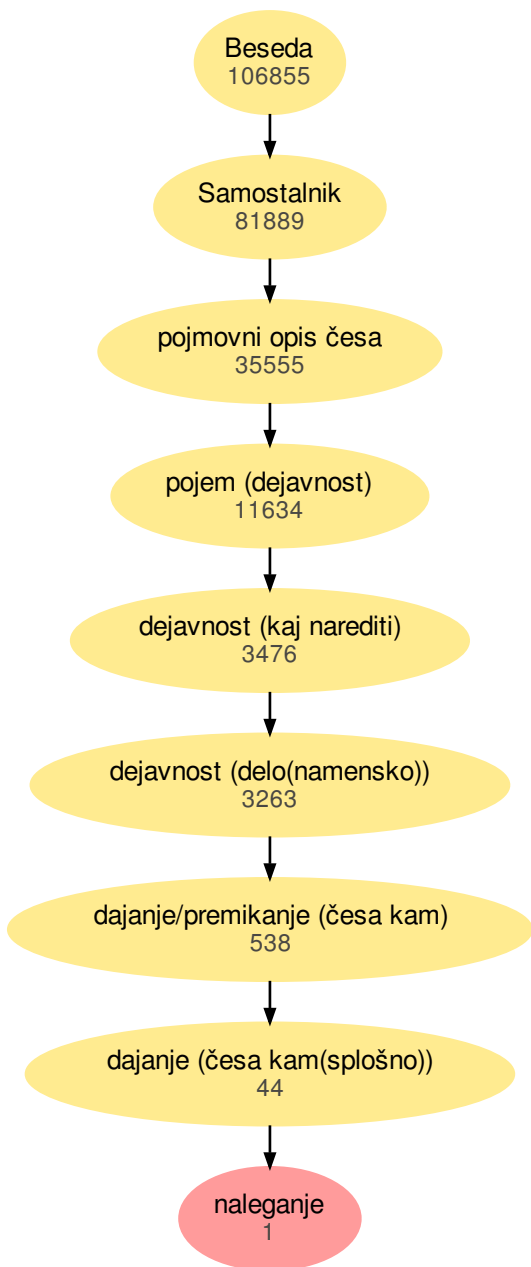 Beseda
106855
Samostalnik
81889
pojmovni opis česa
35555
pojem (dejavnost)
11634
dejavnost (kaj narediti)
3476
dejavnost (delo(namensko))
3263
dajanje/premikanje (česa kam)
538
dajanje (česa kam(splošno))
44
naleganje
1